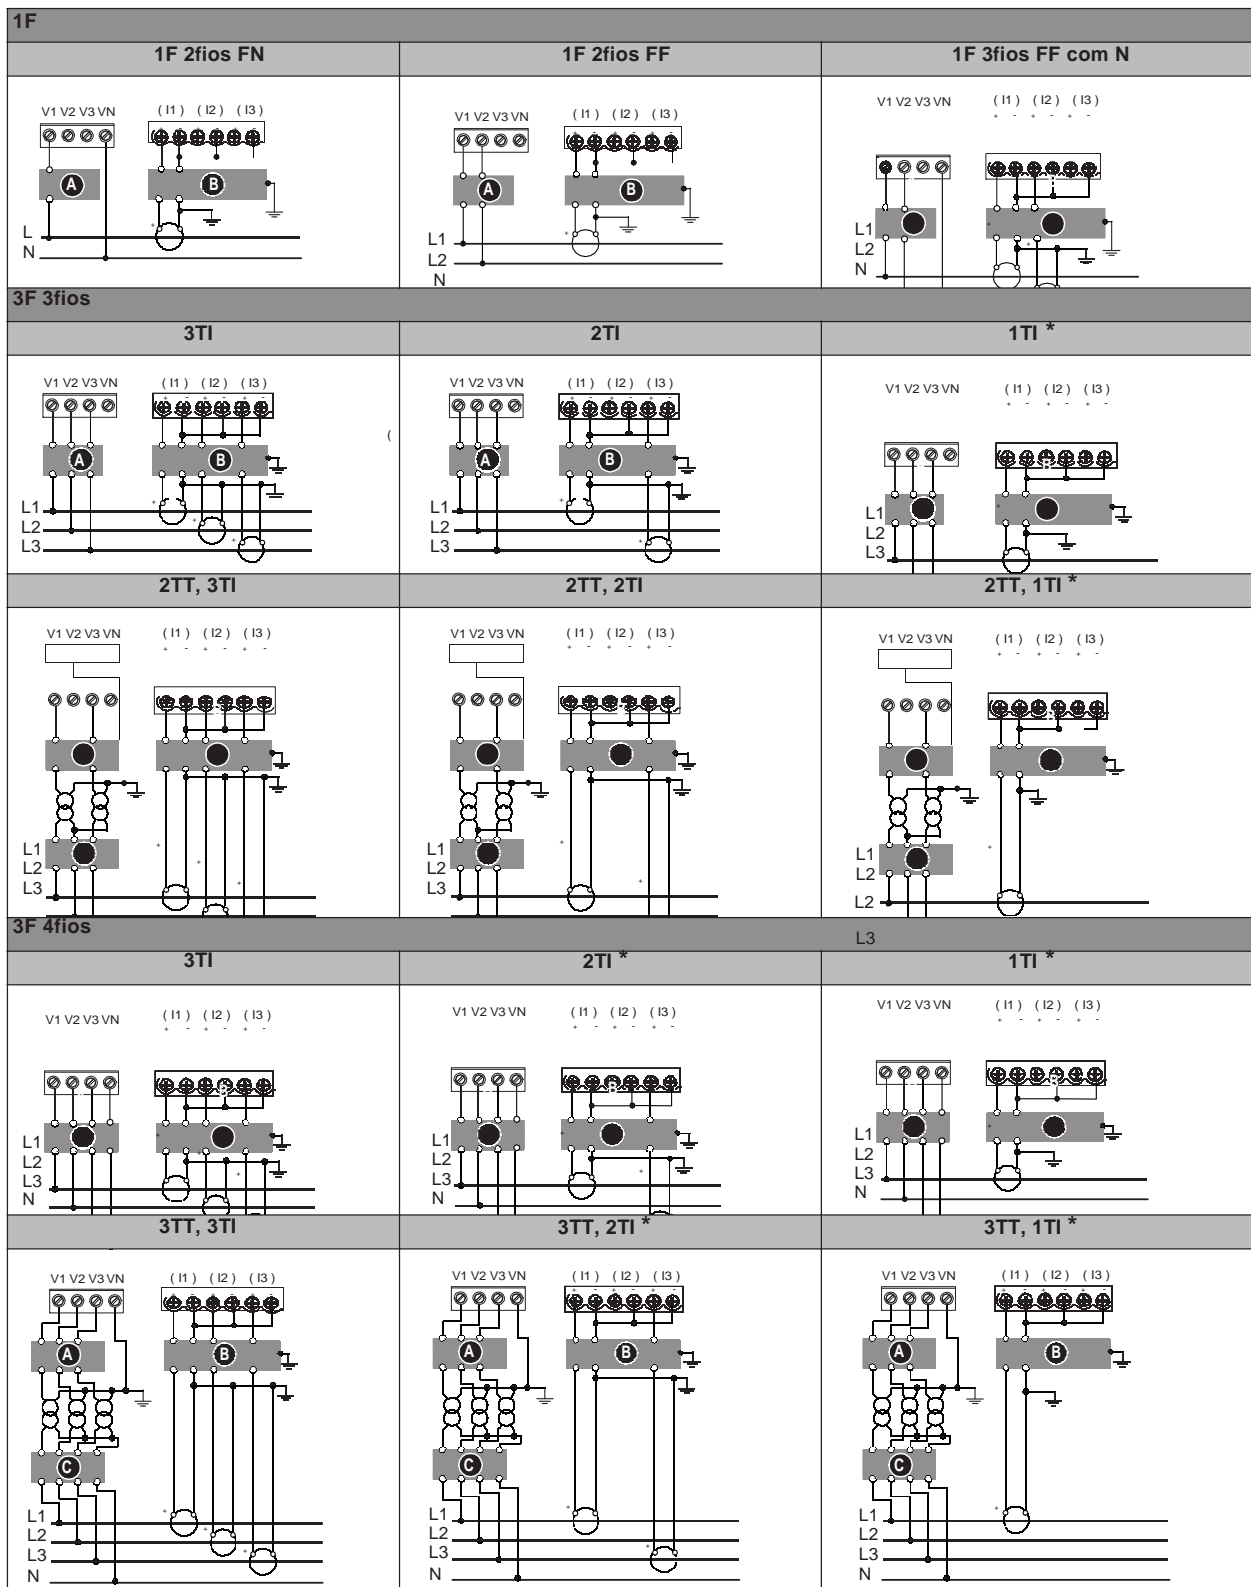 1F
1F 2fios FN
1F 2fios FF
1F 3fios FF com N
V1 V2 V3 VN
( I1 ) ( I2 ) ( I3 )
A
B
L
N
V1 V2 V3 VN
( I1 ) ( I2 ) ( I3 )
A
B
L1
L2
N
V1 V2 V3 VN
( I1 ) ( I2 ) ( I3 )
+ - + - + -
L1
L2
N
3F 3fios
3TI
2TI
1TI *
V1 V2 V3 VN
( I1 ) ( I2 ) ( I3 )
+ - + - + -
(
A
B
L1
L2
L3
V1 V2 V3 VN
( I1 ) ( I2 ) ( I3 )
+ - + - + -
A
B
L1
L2
L3
V1 V2 V3 VN
( I1 ) ( I2 ) ( I3 )
+ - + - + -
B
L1
L2
L3
2TT, 3TI
2TT, 2TI
2TT, 1TI *
V1 V2 V3 VN
( I1 ) ( I2 ) ( I3 )
+ - + - + -
L1
L2
L3
V1 V2 V3 VN
( I1 ) ( I2 ) ( I3 )
+ - + - + -
L1
L2
L3
V1 V2 V3 VN
( I1 ) ( I2 ) ( I3 )
+ - + - + -
L1
L2
L2
3F 4fios
L3
3TI
2TI *
1TI *
V1 V2 V3 VN
( I1 ) ( I2 ) ( I3 )
+ - + - + -
B
L1
L2
L3
N
V1 V2 V3 VN
( I1 ) ( I2 ) ( I3 )
+ - + - + -
B
L1
L2
L3
N
V1 V2 V3 VN
( I1 ) ( I2 ) ( I3 )
+ - + - + -
B
L1
L2
L3
N
3TT, 3TI
3TT, 2TI *
3TT, 1TI *
V1 V2 V3 VN
( I1 ) ( I2 ) ( I3 )
+ - + - + -
A
B
C
L1
L2
L3
N
V1 V2 V3 VN
( I1 ) ( I2 ) ( I3 )
+ - + - + -
A
B
C
L1
L2
L3
N
V1 V2 V3 VN
( I1 ) ( I2 ) ( I3 )
+ - + - + -
A
B
C
L1
L2
L3
N